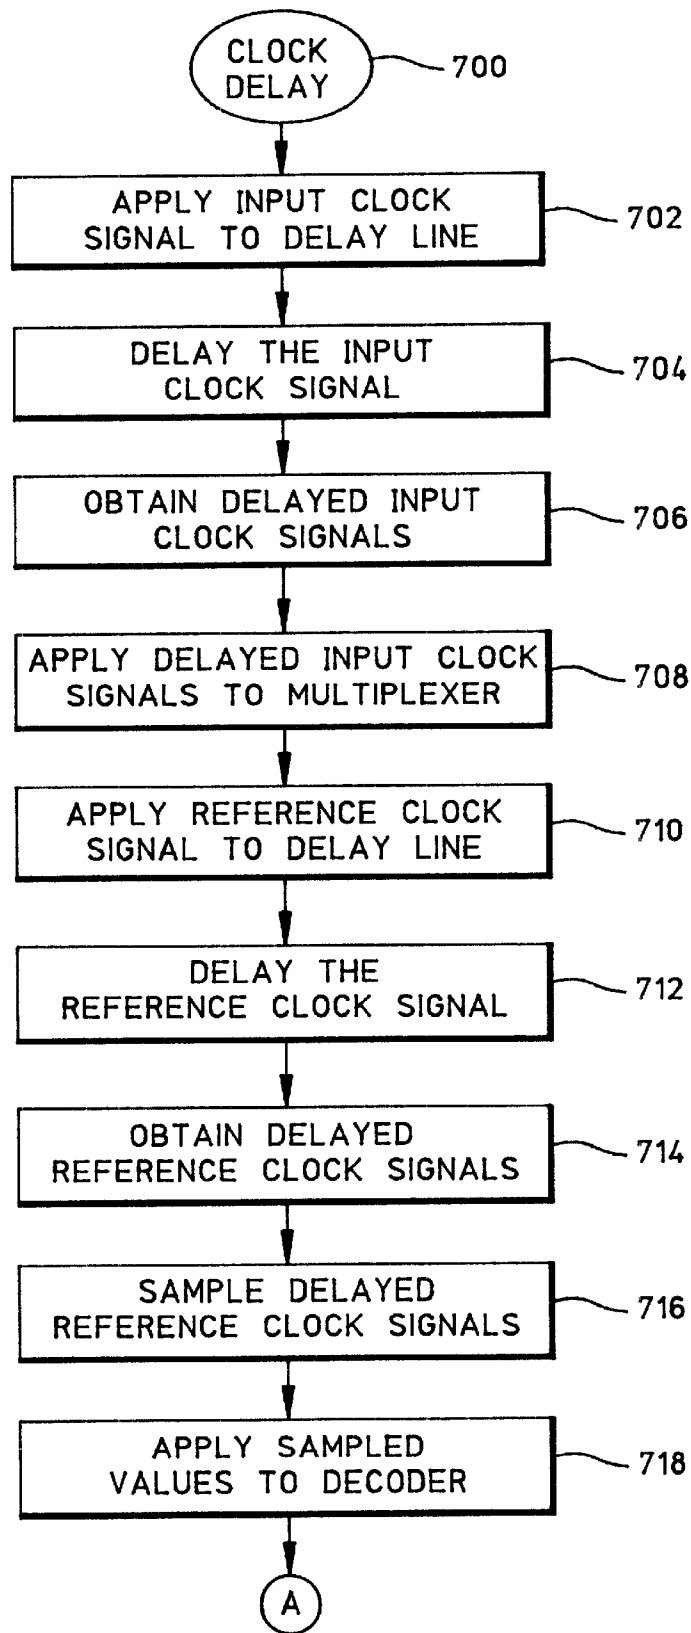 CLOCK
DELAY
700
APPLY INPUT CLOCK
SIGNAL TO DELAY LINE
702
DELAY THE INPUT
CLOCK SIGNAL
704
OBTAIN DELAYED INPUT
CLOCK SIGNALS
706
APPLY DELAYED INPUT CLOCK
SIGNALS TO MULTIPLEXER
708
APPLY REFERENCE CLOCK
SIGNAL TO DELAY LINE
710
DELAY THE
REFERENCE CLOCK SIGNAL
712
OBTAIN DELAYED
REFERENCE CLOCK SIGNALS
714
SAMPLE DELAYED
REFERENCE CLOCK SIGNALS
716
APPLY SAMPLED
VALUES TO DECODER
718
A